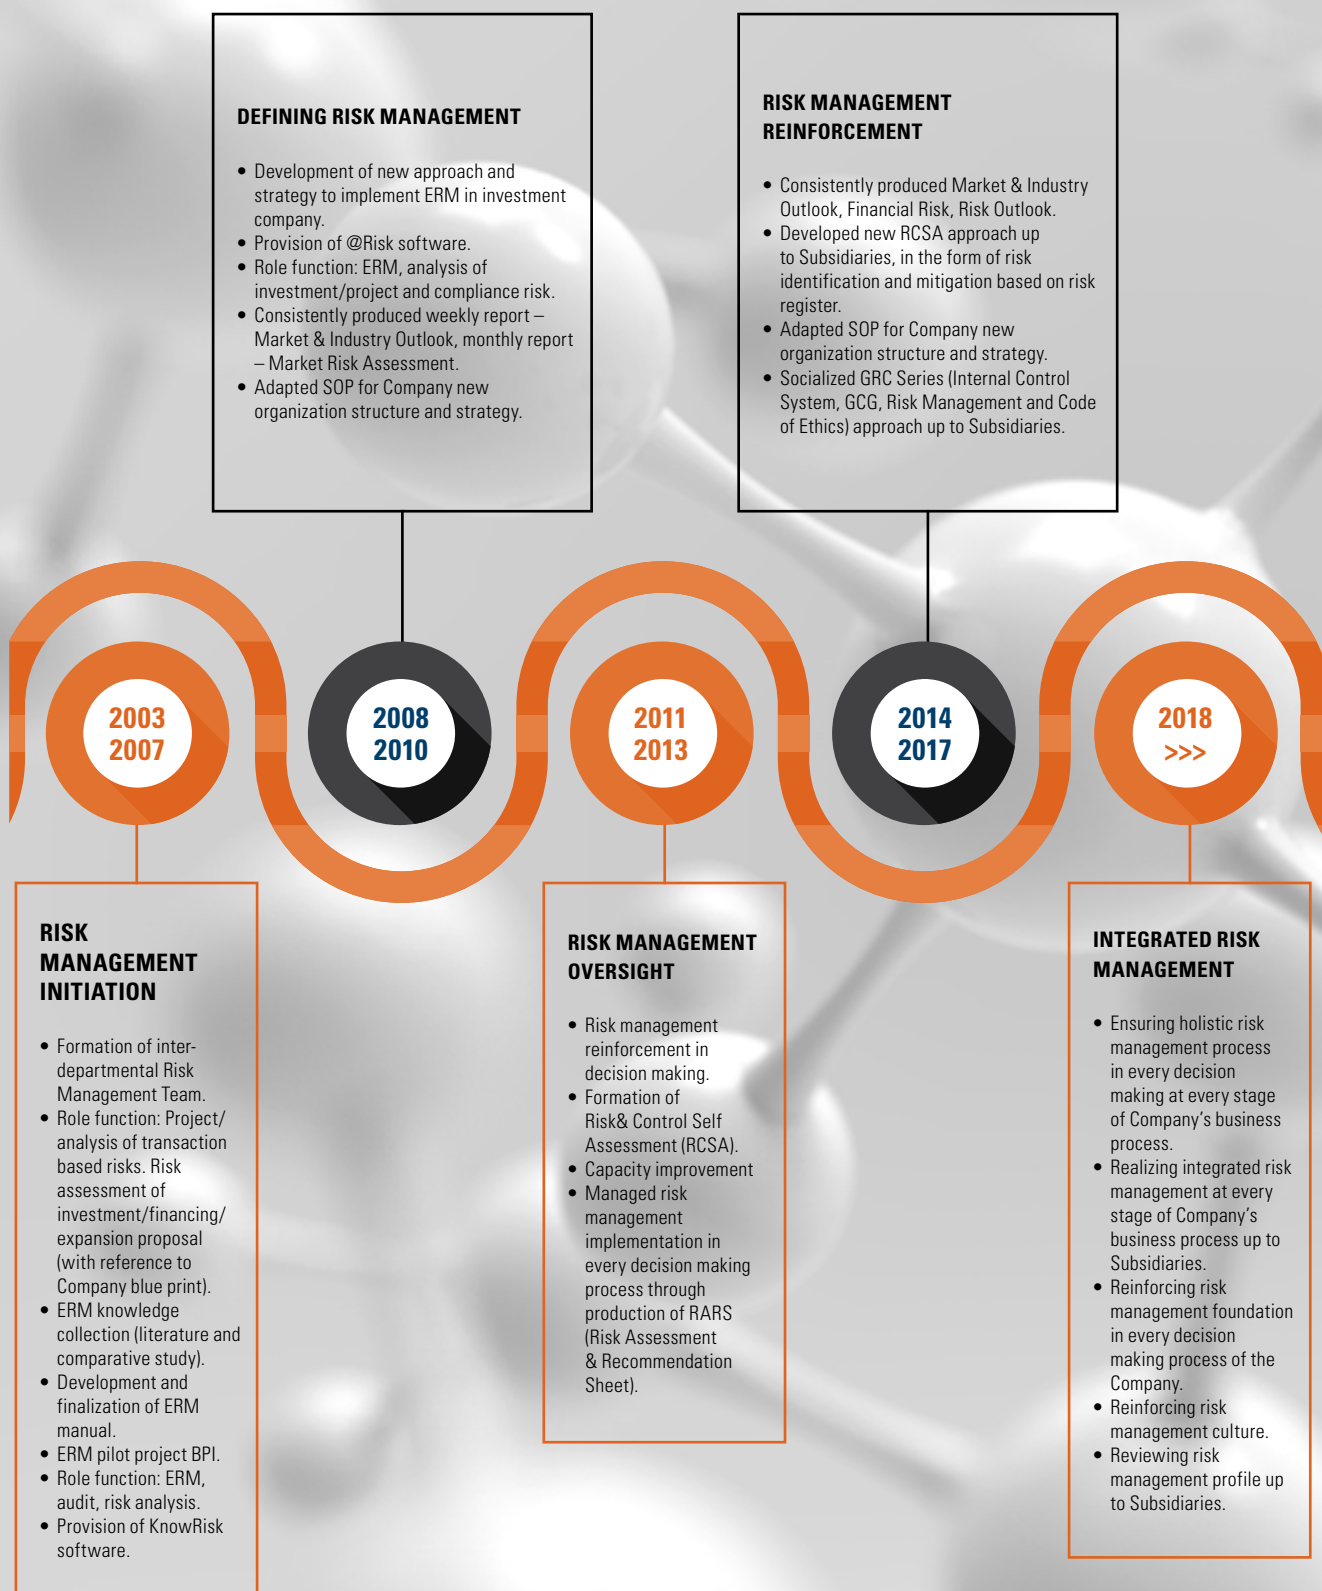 DEFINING RISK MANAGEMENT
• Development of new approach and
strategy to implement ERM in investment
company.
• Provision of @Risk software.
• Role function: ERM, analysis of
investment/project and compliance risk.
• Consistently produced weekly report –
Market & Industry Outlook, monthly report
– Market Risk Assessment.
• Adapted SOP for Company new
organization structure and strategy.
RISK MANAGEMENT
REINFORCEMENT
• Consistently produced Market & Industry
Outlook, Financial Risk, Risk Outlook.
• Developed new RCSA approach up
to Subsidiaries, in the form of risk
identification and mitigation based on risk
register.
• Adapted SOP for Company new
organization structure and strategy.
• Socialized GRC Series (Internal Control
System, GCG, Risk Management and Code
of Ethics) approach up to Subsidiaries.
2003
2007
2008
2010
2011
2013
2014
2017
2018
>>>
RISK
MANAGEMENT
INITIATION
• Formation of inter-
departmental Risk
Management Team.
• Role function: Project/
analysis of transaction
based risks. Risk
assessment of
investment/financing/
expansion proposal
(with reference to
Company blue print).
• ERM knowledge
collection (literature and
comparative study).
• Development and
finalization of ERM
manual.
• ERM pilot project BPI.
• Role function: ERM,
audit, risk analysis.
• Provision of KnowRisk
software.
RISK MANAGEMENT
OVERSIGHT
• Risk management
reinforcement in
decision making.
• Formation of
Risk& Control Self
Assessment (RCSA).
• Capacity improvement
• Managed risk
management
implementation in
every decision making
process through
production of RARS
(Risk Assessment
& Recommendation
Sheet).
INTEGRATED RISK
MANAGEMENT
• Ensuring holistic risk
management process
in every decision
making at every stage
of Company's business
process.
• Realizing integrated risk
management at every
stage of Company's
business process up to
Subsidiaries.
• Reinforcing risk
management foundation
in every decision
making process of the
Company.
• Reinforcing risk
management culture.
• Reviewing risk
management profile up
to Subsidiaries.